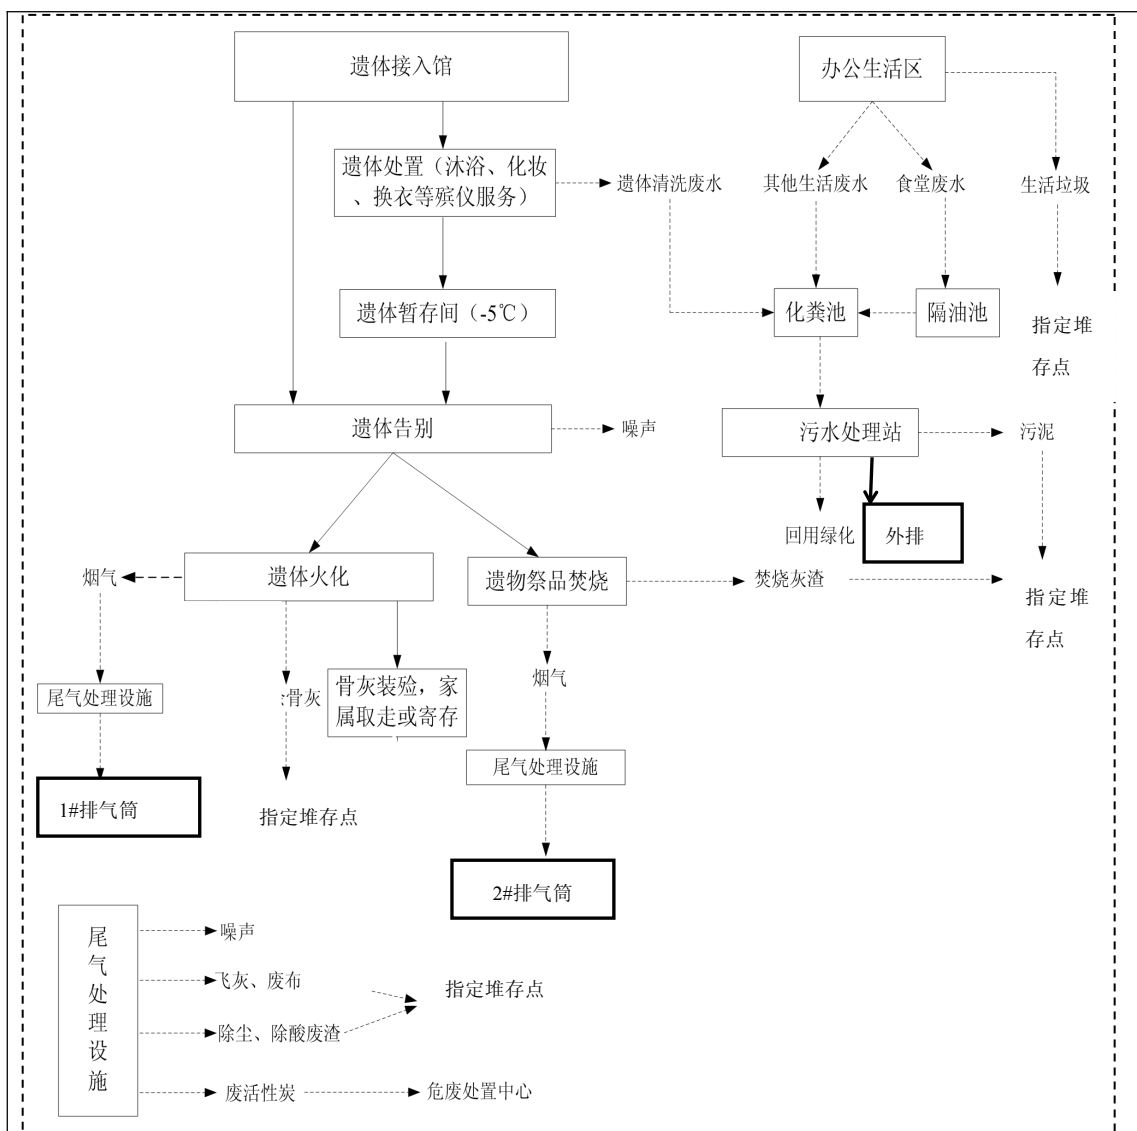 遗体接入馆
办公生活区
遗体处置（沐浴、化妆
、换衣等殡仪服务）
遗体清洗废水
其他生活废水
食堂废水
生活垃圾
遗体暂存间（-5℃）
化粪池
隔油池
指定堆
存点
遗体告别
噪声
污水处理站
污泥
回用绿化
外排
烟气
遗体火化
遗物祭品焚烧
焚烧灰渣
指定堆
存点
尾气处理设施
骨灰
骨灰装殓，家
属取走或寄存
烟气
尾气处理设施
1#排气筒
指定堆存点
2#排气筒
尾气处理设施
噪声
飞灰、废布
指定堆存点
除尘、除酸废渣
废活性炭
危废处置中心